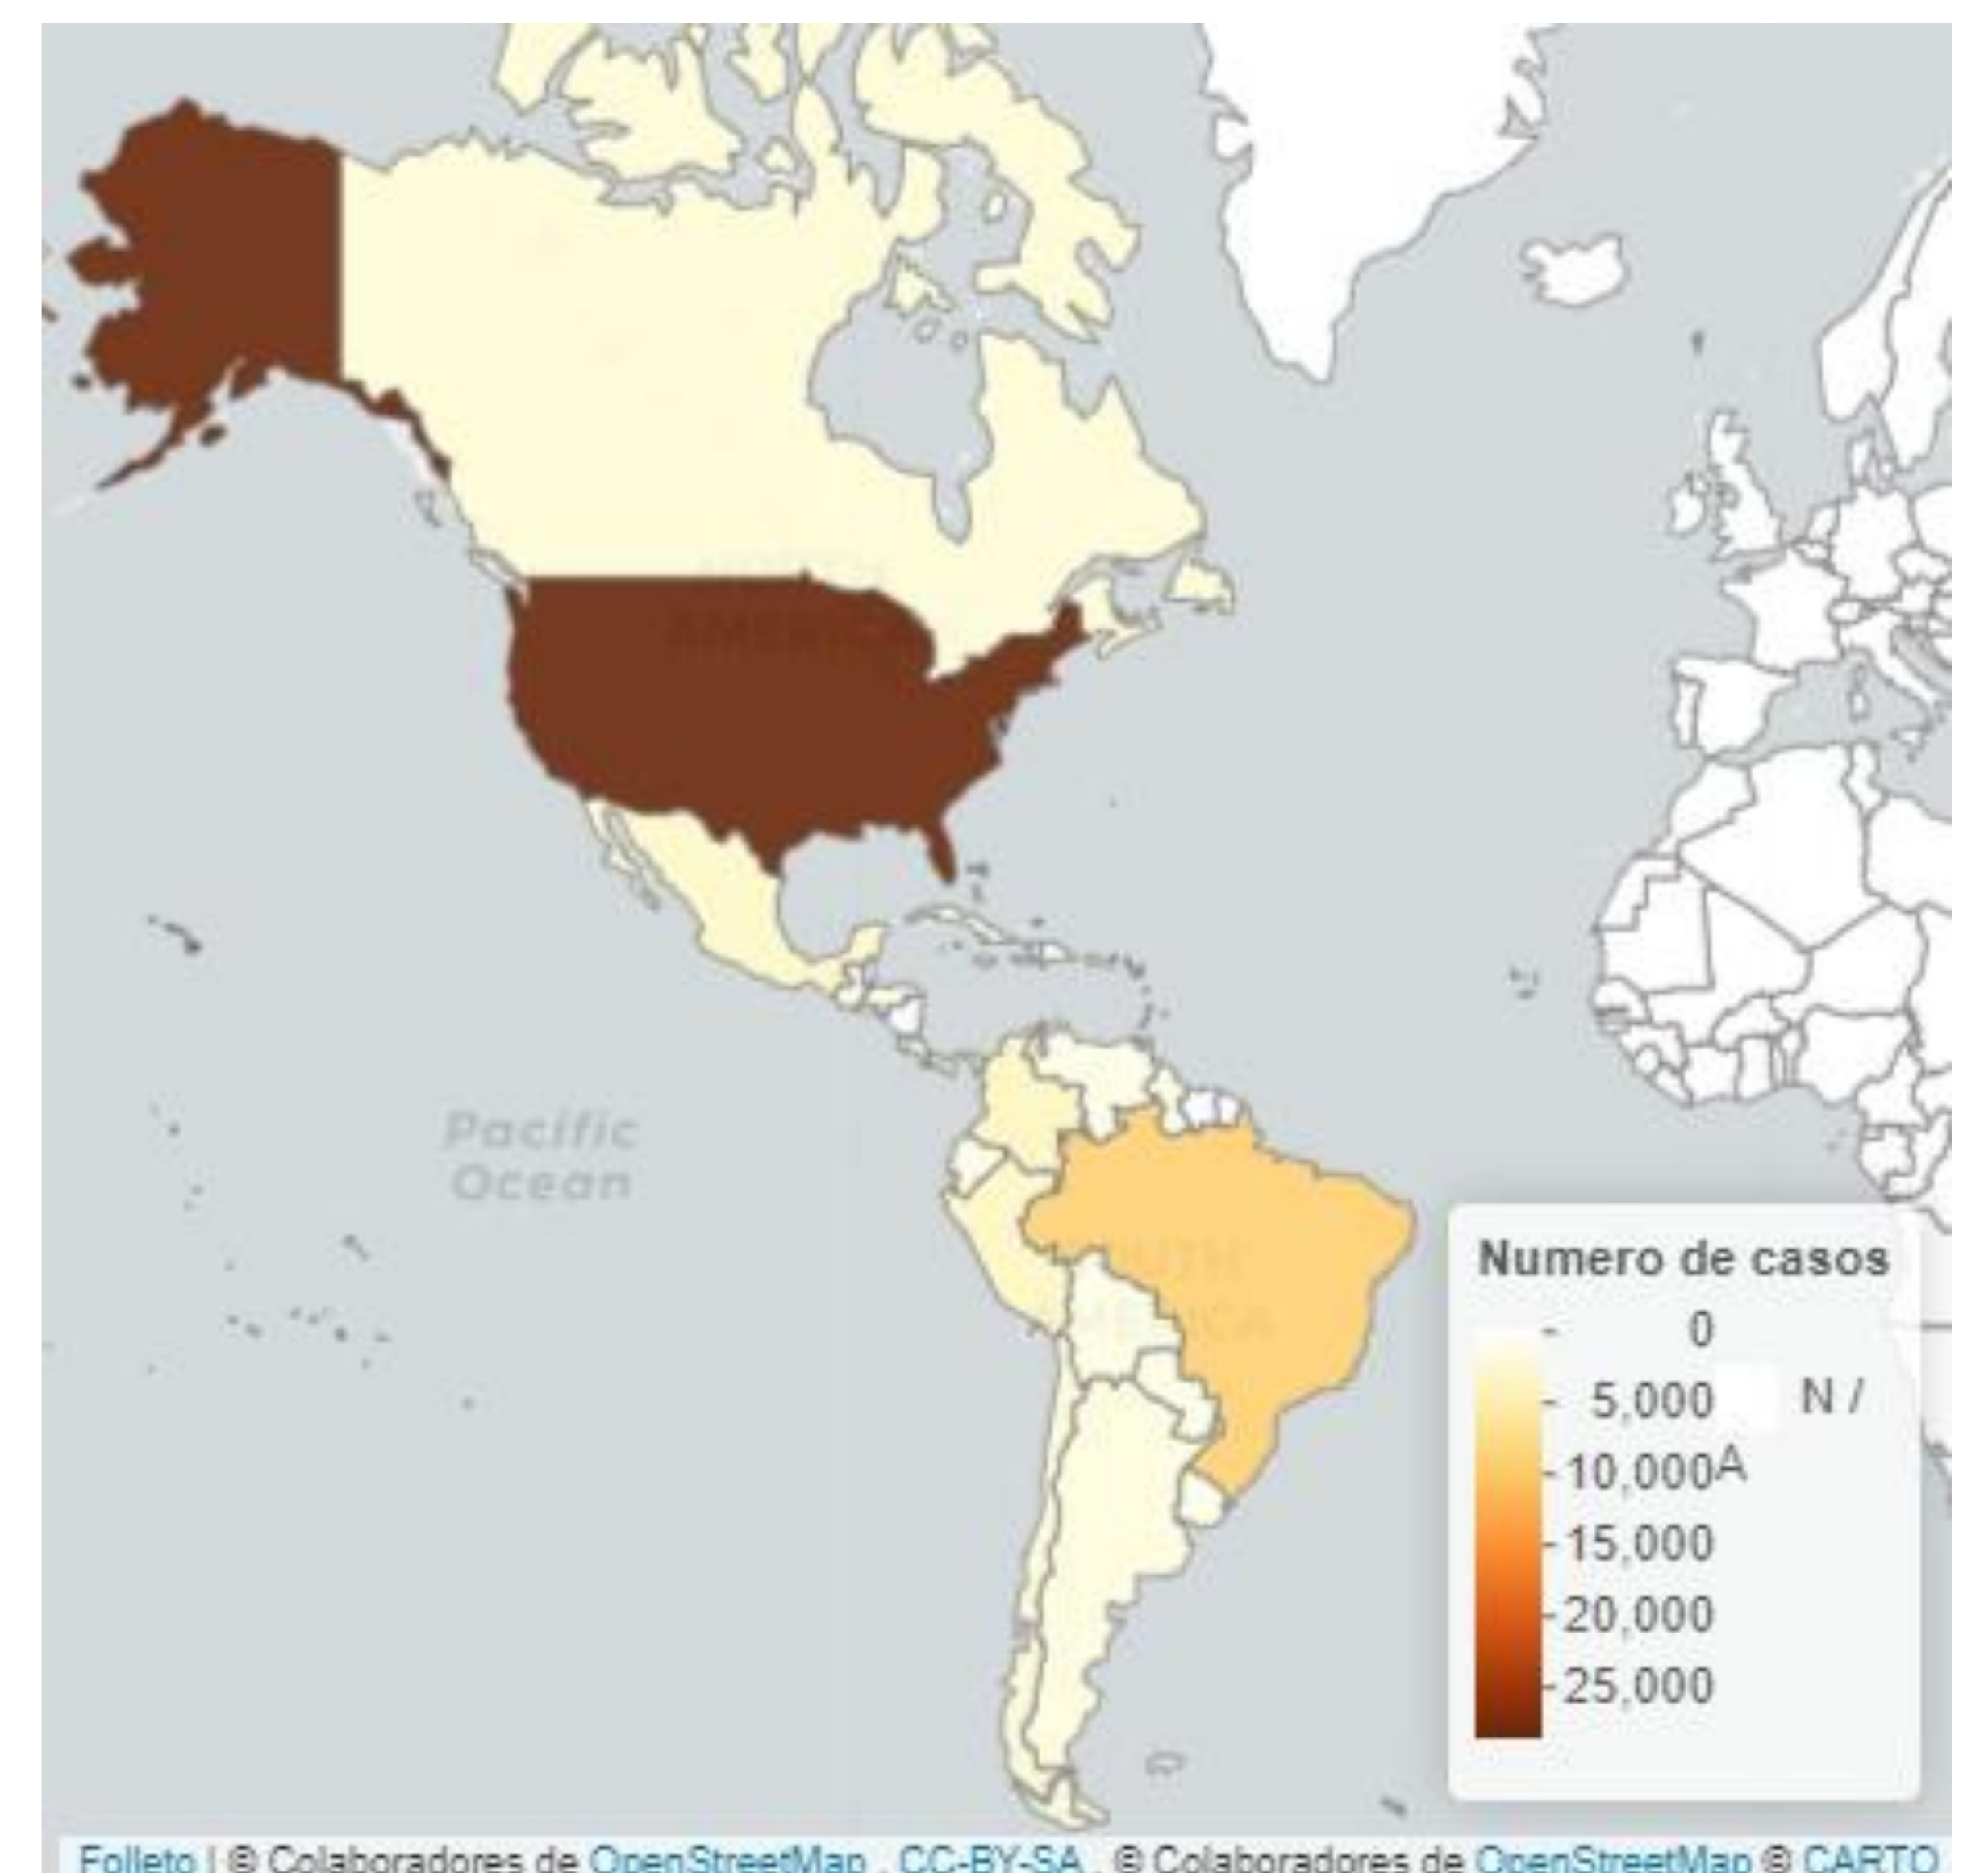 AMERICA
Pacific
Ocean
Numero de casos
0
5,000 N /
10,000A
15,000
20,000
25,000
Folleto | © Colaboradores de OpenStreetMap , CC-BY-SA , © Colaboradores de OpenStreetMap © CARTO